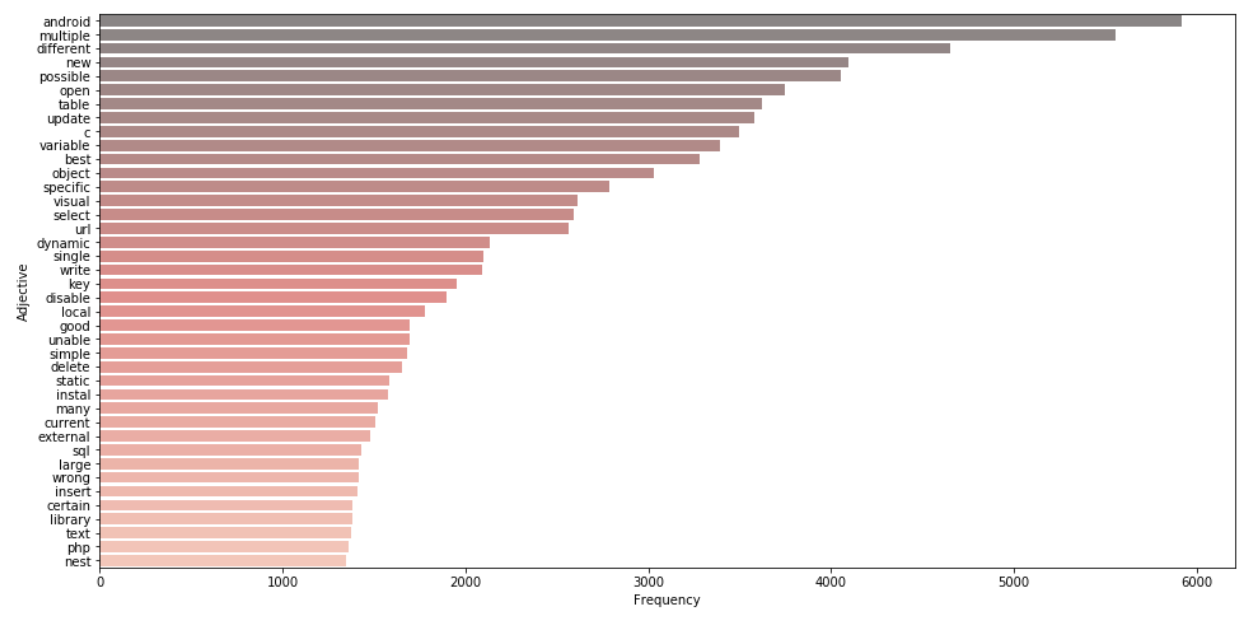 android
multiple
different
new
possible
open
table
update
c
variable
best
object
specific
visual
select
url
dynamic
single
write
key
disable
local
good
unable
simple
delete
static
instal
many
current
external
sql
large
wrong
insert
certain
library
text
php
nest
Adjective
0 1000 2000 3000 4000 5000 6000
Frequency